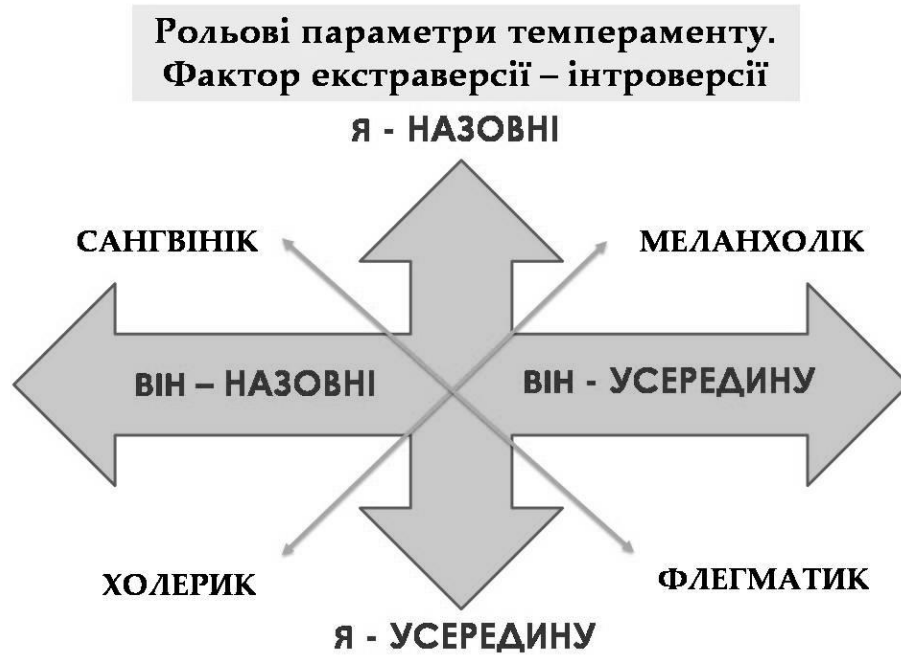 Рольові параметри темпераменту.
Фактор екстраверсії – інтроверсії
Я - НАЗОВНІ
САНГВІНІК
МЕЛАНХОЛІК
ВІН – НАЗОВНІ
ВІН - УСЕРЕДИНУ
ХОЛЕРИК
ФЛЕГМАТИК
Я - УСЕРЕДИНУ